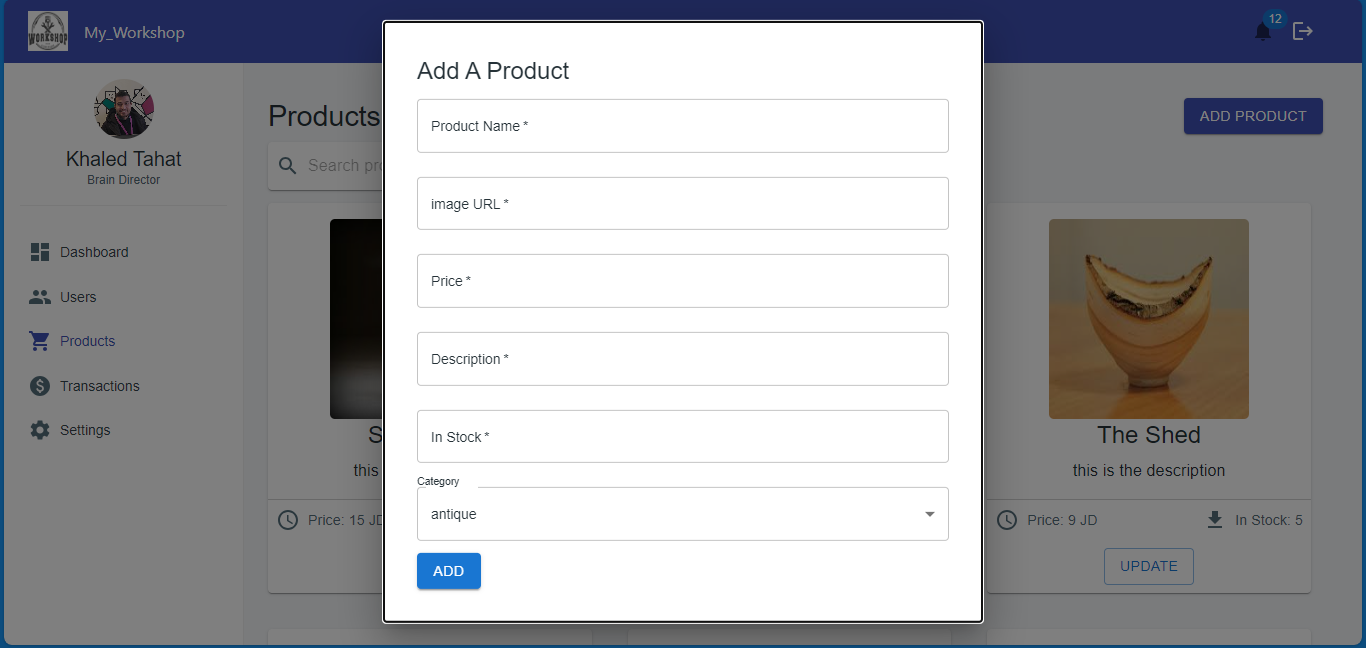 WORKSHOP
My_Workshop
12
Khaled Tahat
Brain Director
Dashboard
Users
Products
Transactions
Settings
Products
ADD PRODUCT
Search pro
S
this
Price: 15 JD
The Shed
this is the description
Price: 9 JD
In Stock: 5
UPDATE
Add A Product
Product Name *
image URL *
Price *
Description *
In Stock *
Category
antique
ADD